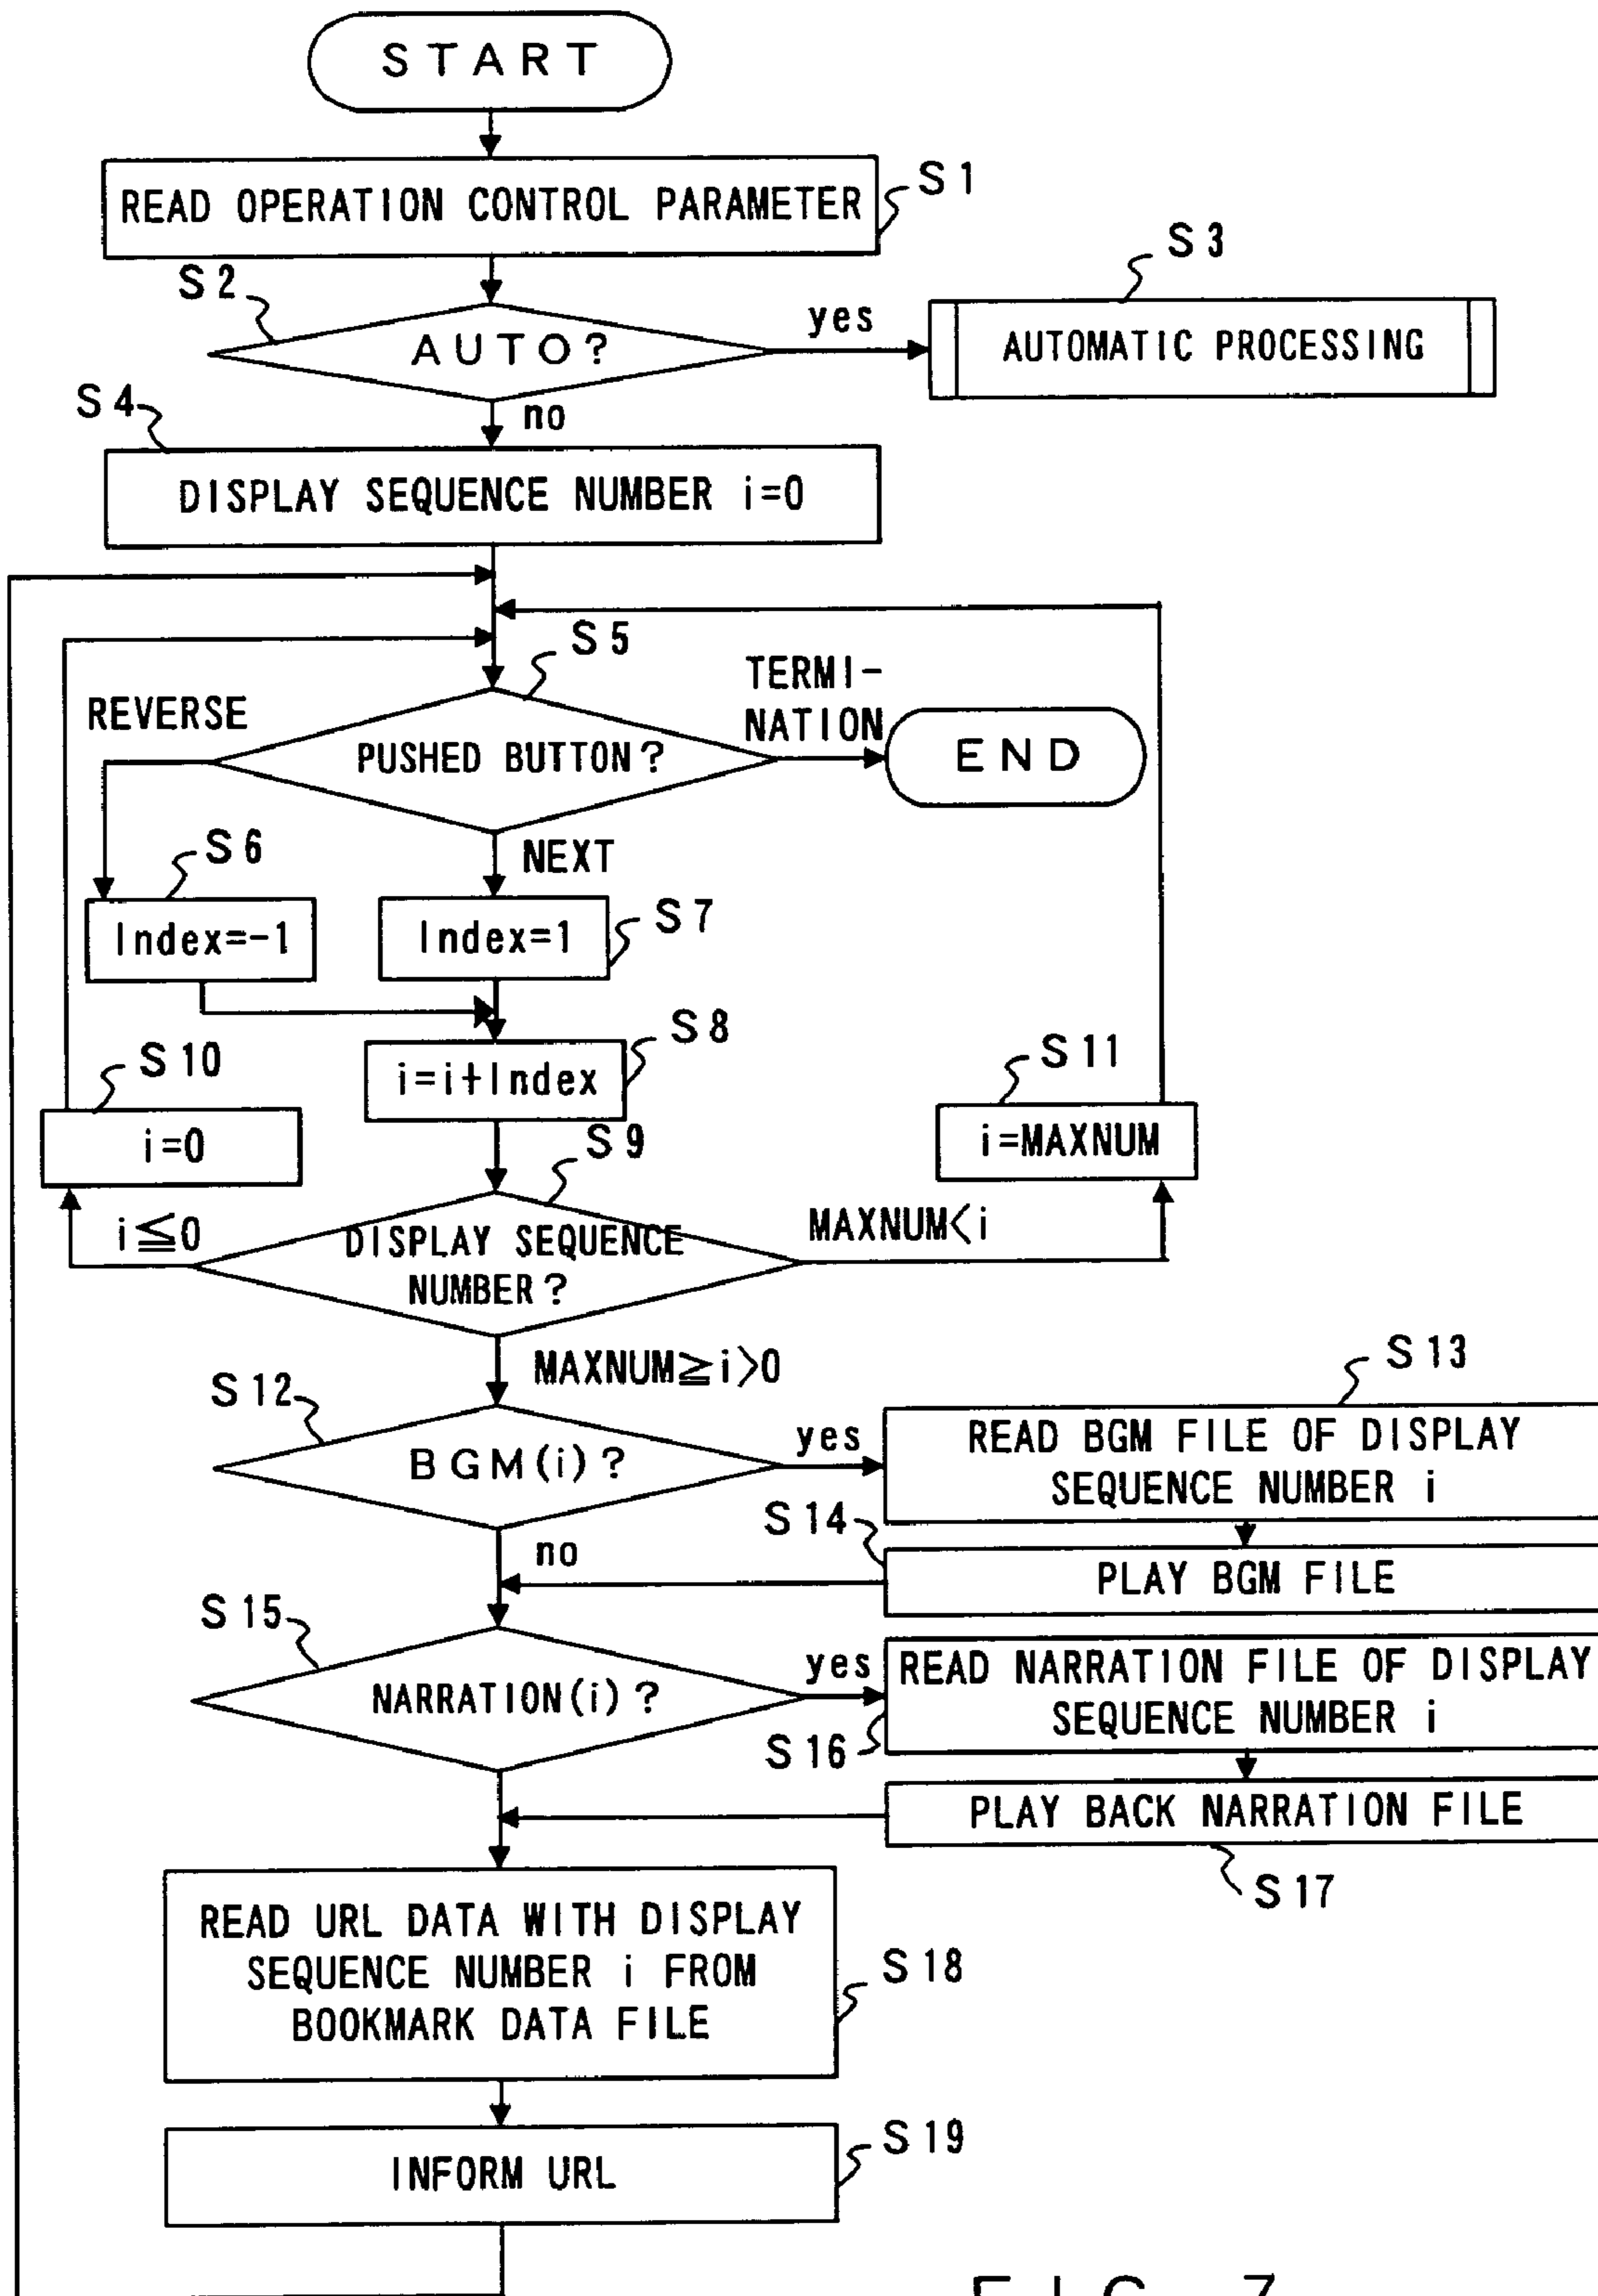 START
READ OPERATION CONTROL PARAMETER
S1
S2
AUTO?
yes
S3
AUTOMATIC PROCESSING
no
S4
DISPLAY SEQUENCE NUMBER i=0
S5
REVERSE
PUSHED BUTTON?
TERMI-
NATION
END
NEXT
S6
Index=-1
S7
Index=1
S8
i=i+Index
S10
i=0
S11
i=MAXNUM
S9
i≦0
DISPLAY SEQUENCE
NUMBER?
MAXNUM<i
MAXNUM≧i>0
S12
BGM(i)?
yes
S13
READ BGM FILE OF DISPLAY
SEQUENCE NUMBER i
no
S14
PLAY BGM FILE
S15
NARRATION(i)?
yes
READ NARRATION FILE OF DISPLAY
SEQUENCE NUMBER i
S16
PLAY BACK NARRATION FILE
S17
READ URL DATA WITH DISPLAY
SEQUENCE NUMBER i FROM
BOOKMARK DATA FILE
S18
INFORM URL
S19
FIG. 7